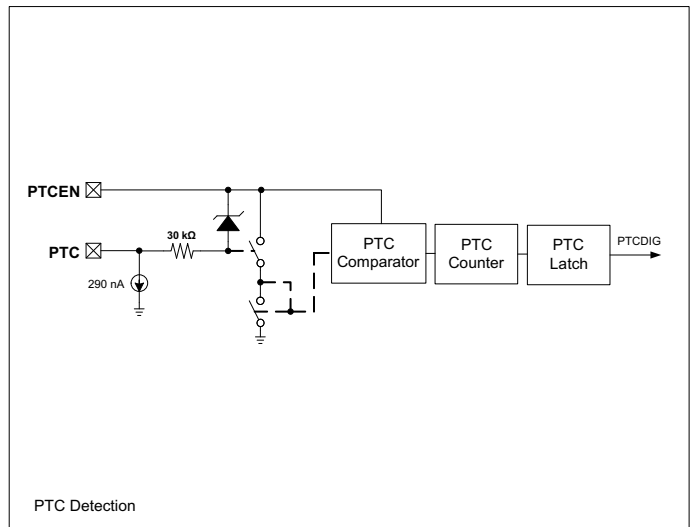 PTCEN
30 kΩ
PTC
290 nA
PTC
Comparator
PTC
Counter
PTC
Latch
PTCDIG
PTC Detection